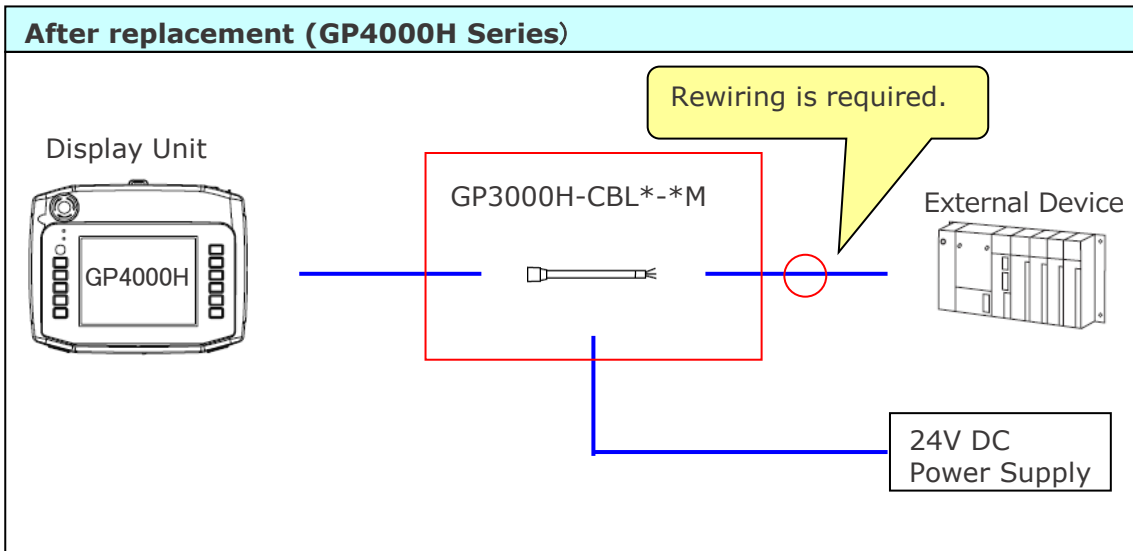 After replacement (GP4000H Series）
Rewiring is required.
Display Unit
GP3000H-CBL*-*M
External Device
GP4000H
24V DC
Power Supply